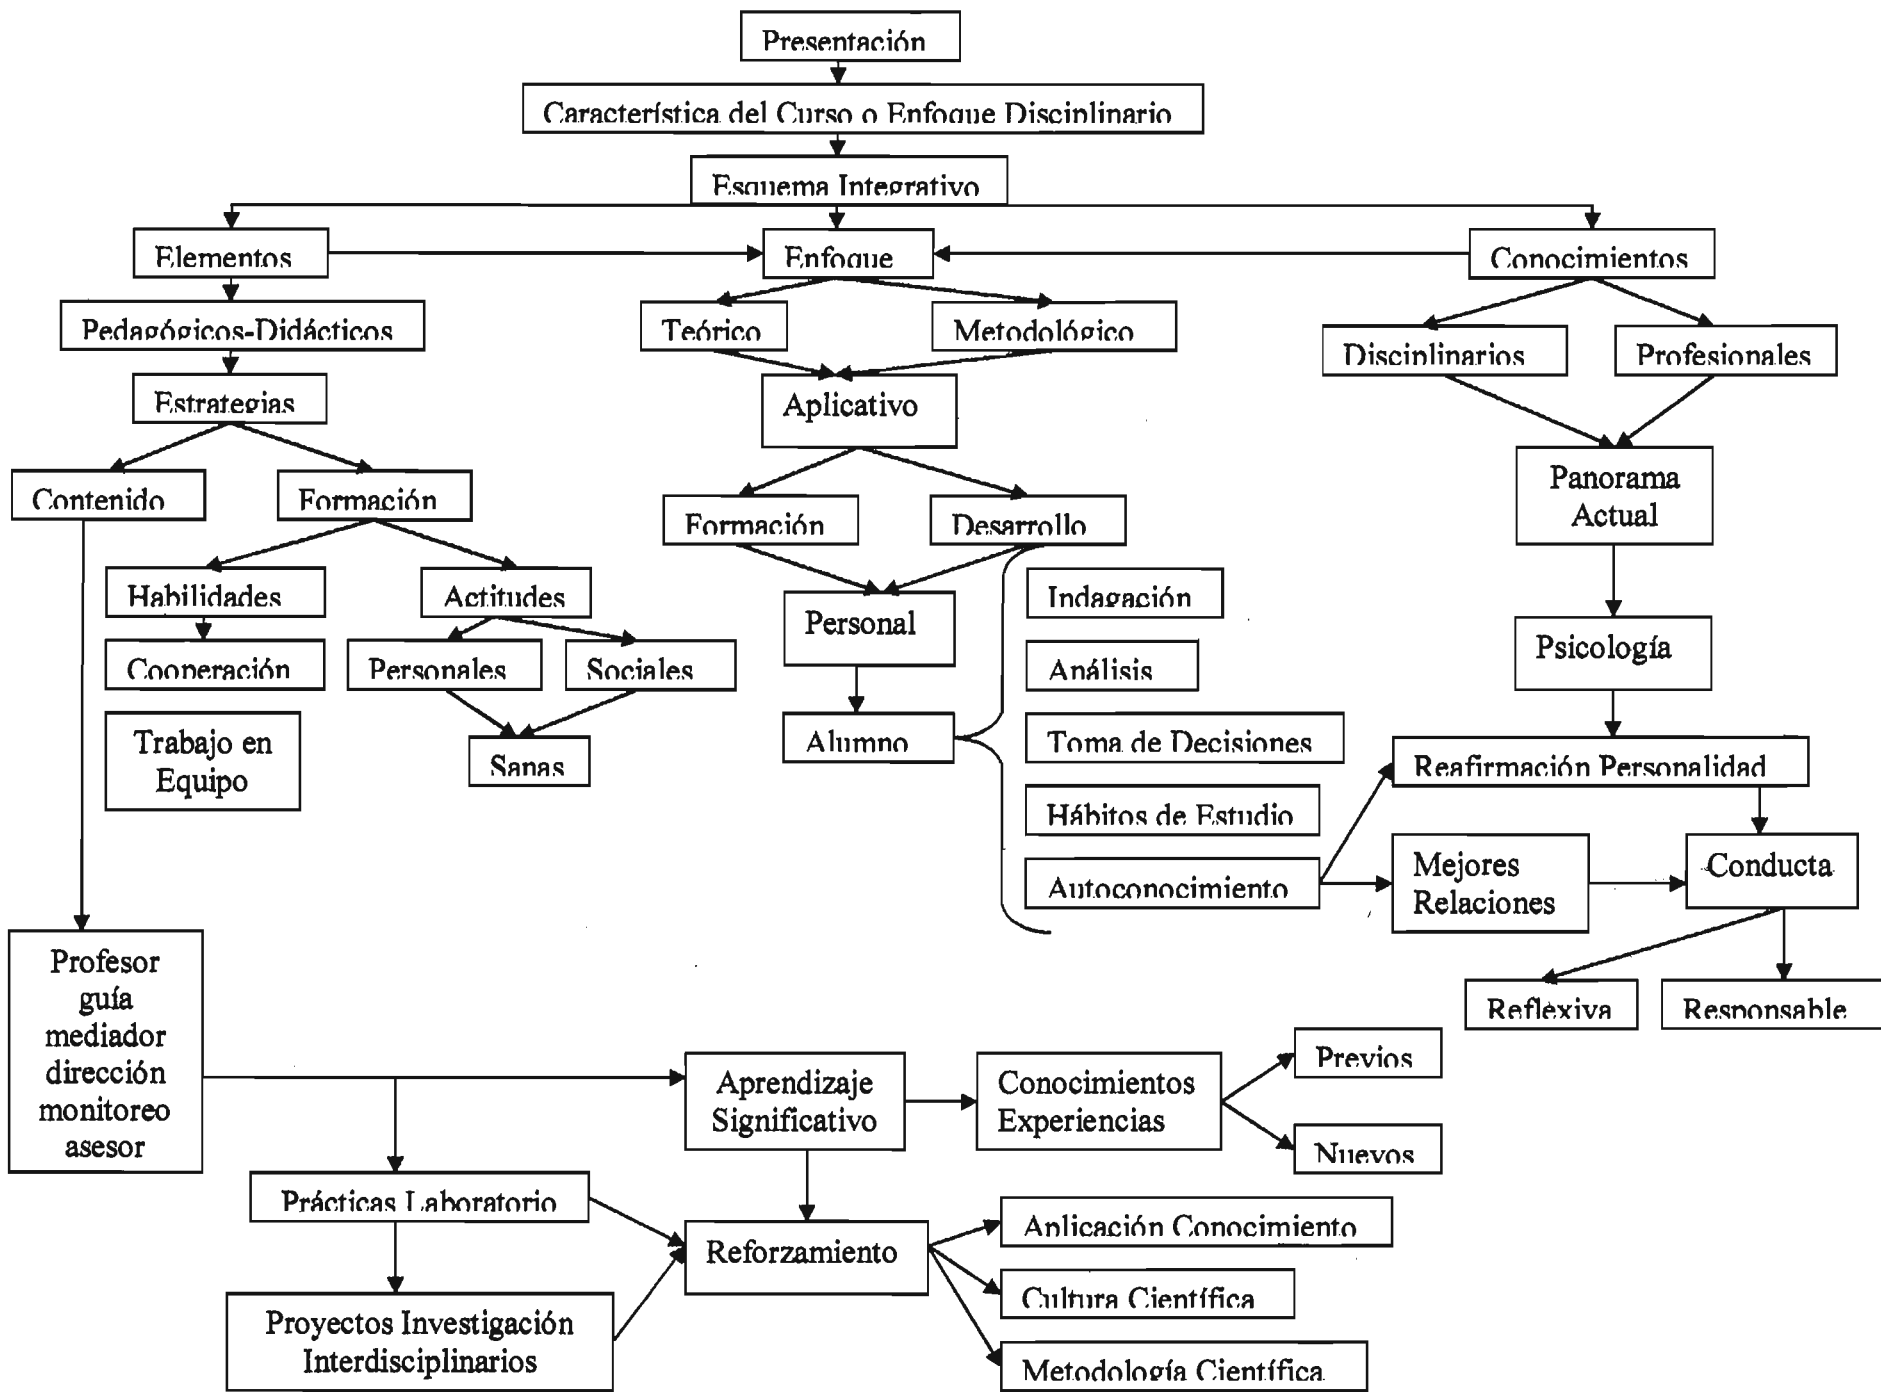 Presentación
Característica del Curso o Enfoque Disciplinario
Esquema Integrativo
Elementos
Enfoque
Conocimientos
Pedagógicos-Didácticos
Teórico
Metodológico
Disciplinarios
Profesionales
Estrategias
Aplicativo
Contenido
Formación
Formación
Desarrollo
Panorama
Actual
Habilidades
Actitudes
Indagación
Personal
Psicología
Cooperación
Personales
Sociales
Análisis
Trabajo en
Equipo
Sanas
Alumno
Toma de Decisiones
Reafirmación Personalidad
Hábitos de Estudio
Autoconocimiento
Mejores
Relaciones
Conducta
Reflexiva
Responsable
Profesor
guía
mediador
dirección
monitoreo
asesor
Aprendizaje
Significativo
Conocimientos
Experiencias
Previos
Nuevos
Prácticas Laboratorio
Reforzamiento
Aplicación Conocimiento
Cultura Científica
Metodología Científica
Proyectos Investigación
Interdisciplinarios